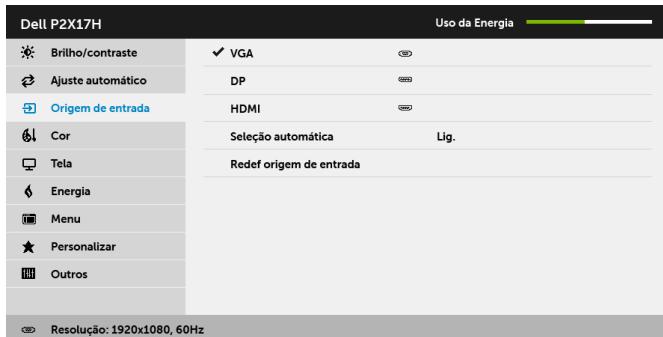 Dell P2X17H
Uso da Energia
Brilho/contraste
VGA
Ajuste automático
DP
Origem de entrada
HDMI
Cor
Seleção automática
Lig.
Tela
Redef origem de entrada
Energia
Menu
Personalizar
Outros
Resolução: 1920x1080, 60Hz